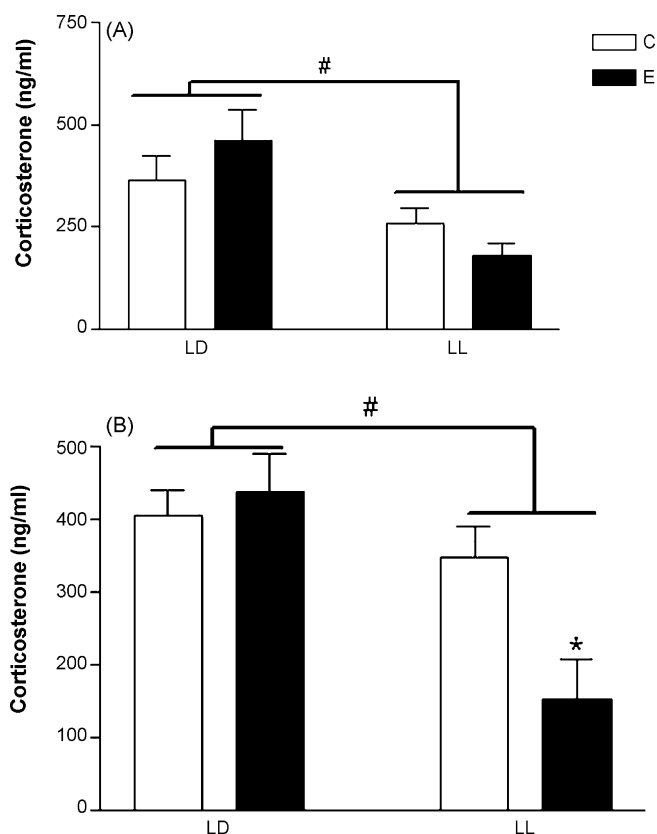 (A)
C
E
Corticosterone (ng/ml)
750
500
250
0
#
LD
LL
(B)
Corticosterone (ng/ml)
500
400
300
200
100
0
#
*
LD
LL